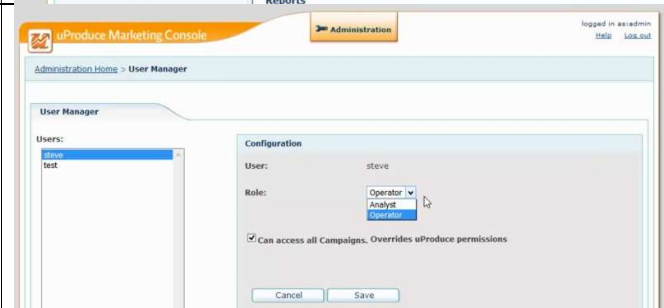 Reports
uProduce Marketing Console
Administration
logged in as:admin
Help Log out
Administration Home > User Manager
User Manager
Users:
steve
test
Configuration
User: steve
Role: Operator
Analyst
Operator
Can access all Campaigns. Overrides uProduce permissions
Cancel Save